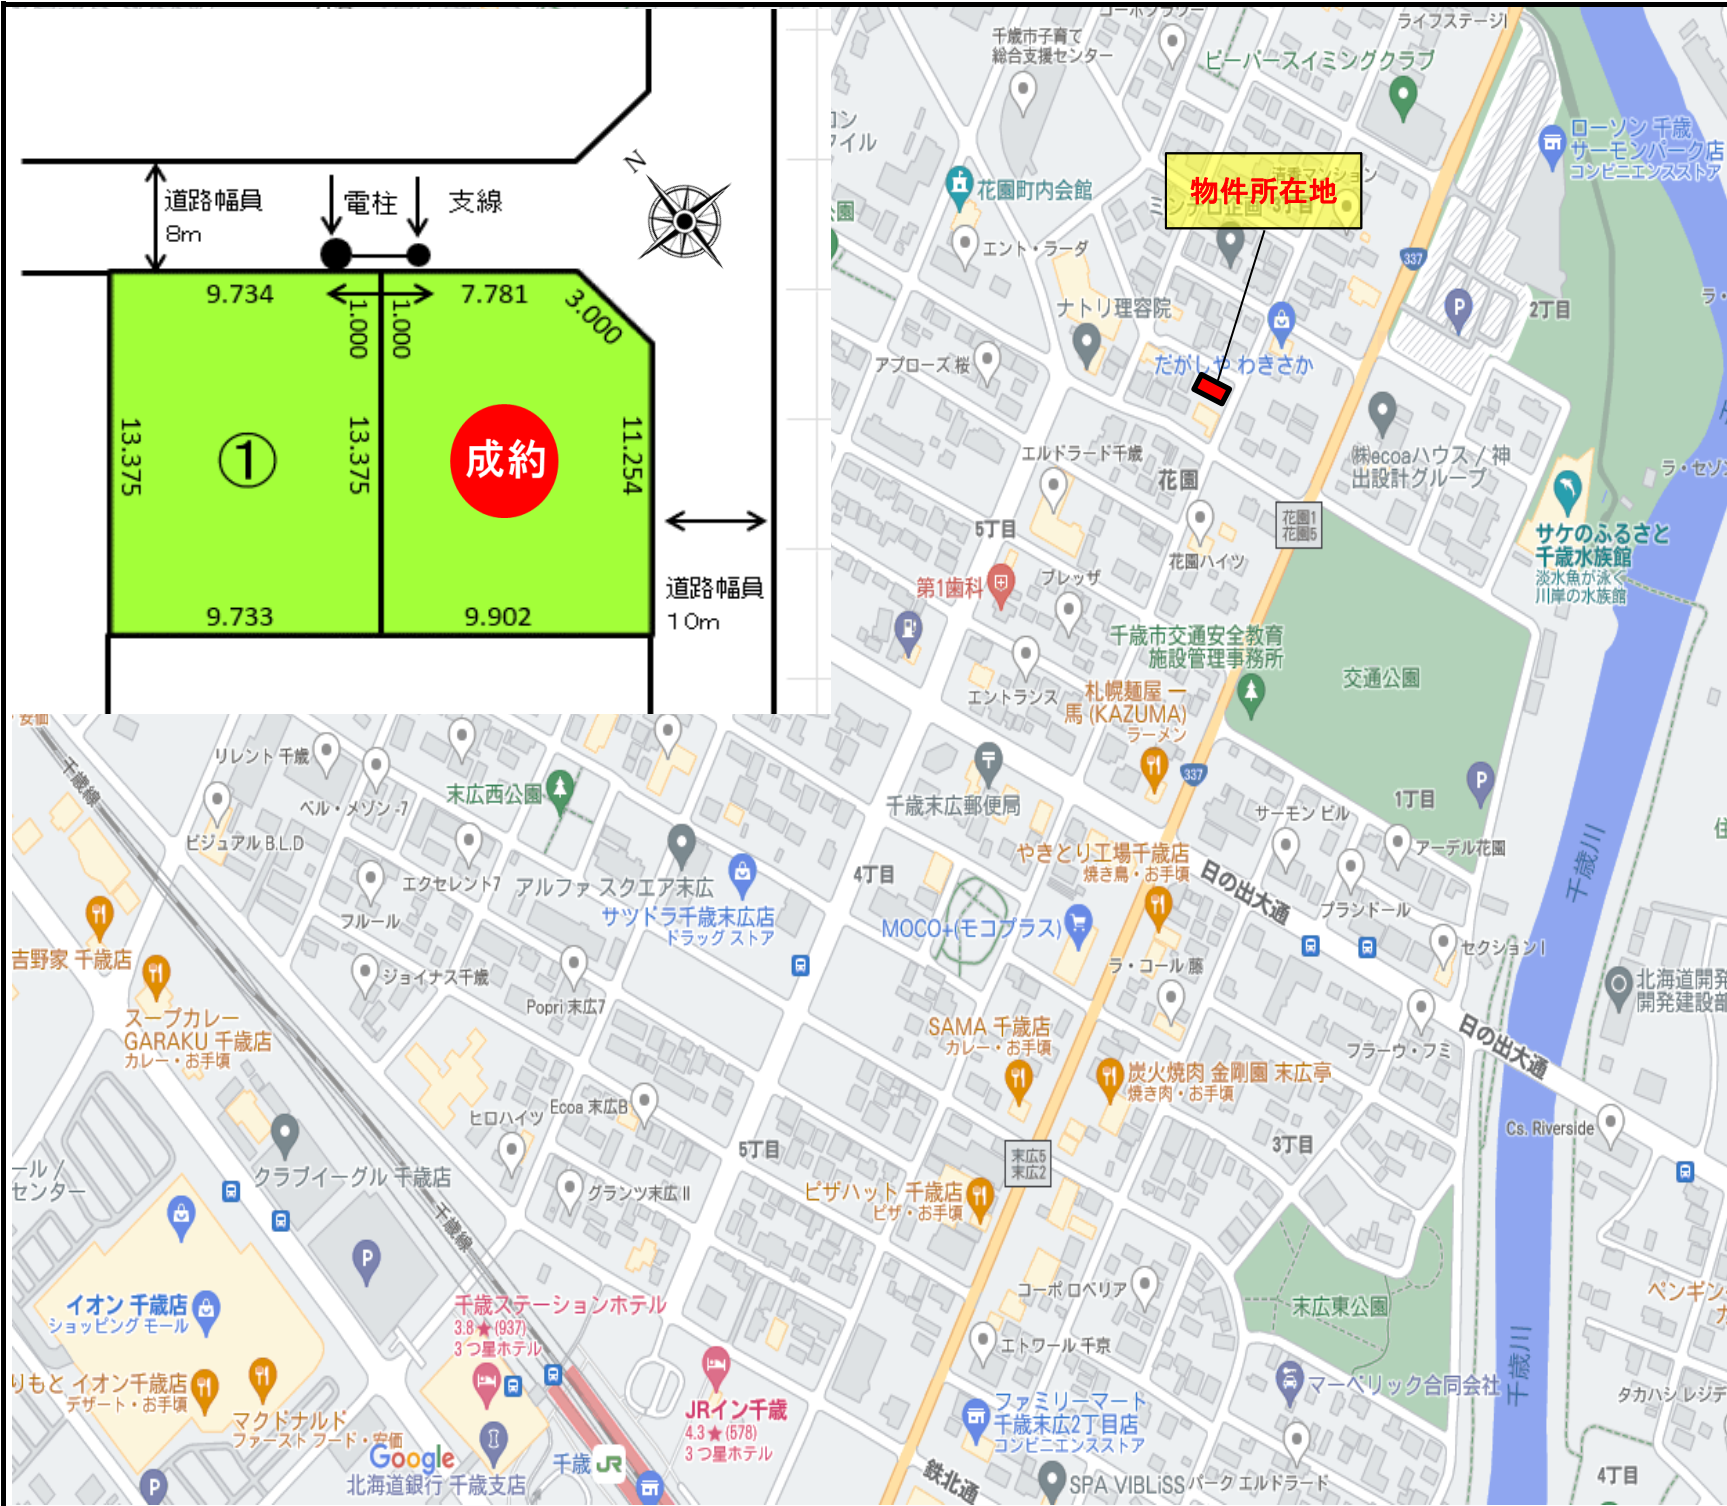 N
道路幅員
8m
電柱
支線
9.734
7.781
3.000
1.000
1.000
13.375
①
13.375
成約
11.254
9.733
9.902
道路幅員
10m
千歳市子育て
総合支援センター
ライフステージI
ビーバースイミングクラブ
ローソン 千歳
サーモンパーク店
コンビニエンスストア
花園町内会館
物件所在地
3丁目
エント・ラーダ
337
P
2丁目
ナトリ理容院
だがしや わきさか
アプローズ 桜
エルドラード千歳
花園
㈱ecoaハウス / 神
出設計グループ
ラ・セゾン
5丁目
花園1
花園5
サケのふるさと
千歳水族館
淡水魚が泳ぐ
川岸の水族館
花園ハイツ
第1歯科
プレッザ
千歳市交通安全教育
施設管理事務所
交通公園
エントランス
札幌麺屋 一
馬 (KAZUMA)
ラーメン
安価
千歳線
リレント 千歳
ベル・メゾン -7
末広西公園
千歳末広郵便局
337
P
1丁目
サーモン ビル
ビジュアル B.L.D
アーデル花園
千歳川
エクセレント7
アルファ スクエア末広
4丁目
やきとり工場千歳店
焼き鳥・お手頃
日の出大通
フルール
サツドラ千歳末広店
ドラッグ ストア
MOCO+(モコプラス)
ブランドール
セクション I
吉野家 千歳店
ジョイナス千歳
ラ・コール 藤
北海道開発
開発建設部
Popri 末広7
スープカレー
GARAKU 千歳店
カレー・お手頃
SAMA 千歳店
カレー・お手頃
日の出大通
フラーウ・フミ
炭火焼肉 金剛園 末広亭
焼き肉・お手頃
ヒロハイツ
Ecoa 末広B
Cs. Riverside
5丁目
末広5
末広2
3丁目
ール /
センター
クラブイーグル 千歳店
グランツ末広 II
ピザハット 千歳店
ピザ・お手頃
千歳線
P
コーポ ロベリア
ペンギン
イオン 千歳店
ショッピング モール
千歳ステーションホテル
3.8★(937)
3 つ星ホテル
末広東公園
エトワール 千京
千歳川
りもと イオン千歳店
デザート・お手頃
マーベリック合同会社
タカハシ レジデ
マクドナルド
ファースト フード・安価
JRイン千歳
4.3★(578)
3 つ星ホテル
ファミリーマート
千歳末広2丁目店
コンビニエンスストア
Google
千歳
JR
北海道銀行 千歳支店
P
鉄北通
SPA VIBLiSS
パーク エルドラード
4丁目